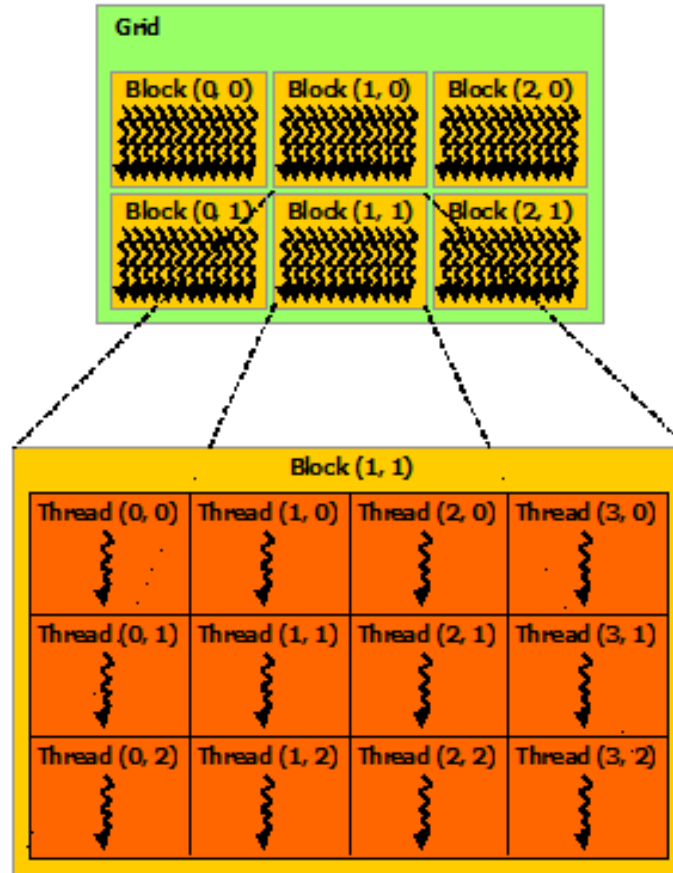 Grid
Block (0, 0) Block (1, 0) Block (2, 0)
Block (0, 1) Block (1, 1) Block (2, 1)
Block (1, 1)
Thread (0, 0) Thread (1, 0) Thread (2, 0) Thread (3, 0)
Thread (0, 1) Thread (1, 1) Thread (2, 1) Thread (3, 1)
Thread (0, 2) Thread (1, 2) Thread (2, 2) Thread (3, 2)